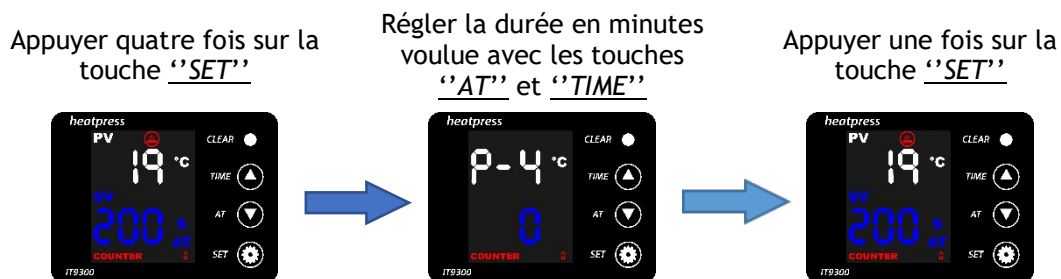 Appuyer quatre fois sur la
touche ‘’SET’’
Régler la durée en minutes
voulue avec les touches
‘’AT’’ et ‘’TIME’’
Appuyer une fois sur la
touche ‘’SET’’
heatpress
PV
CLEAR
19 °C
TIME
SV
200 s
AT
AT
COUNTER 0
SET
IT9300
heatpress
CLEAR
P-4 °C
TIME
0
AT
COUNTER 0
SET
IT9300
heatpress
PV
CLEAR
19 °C
TIME
SV
200 s
AT
AT
COUNTER 0
SET
IT9300